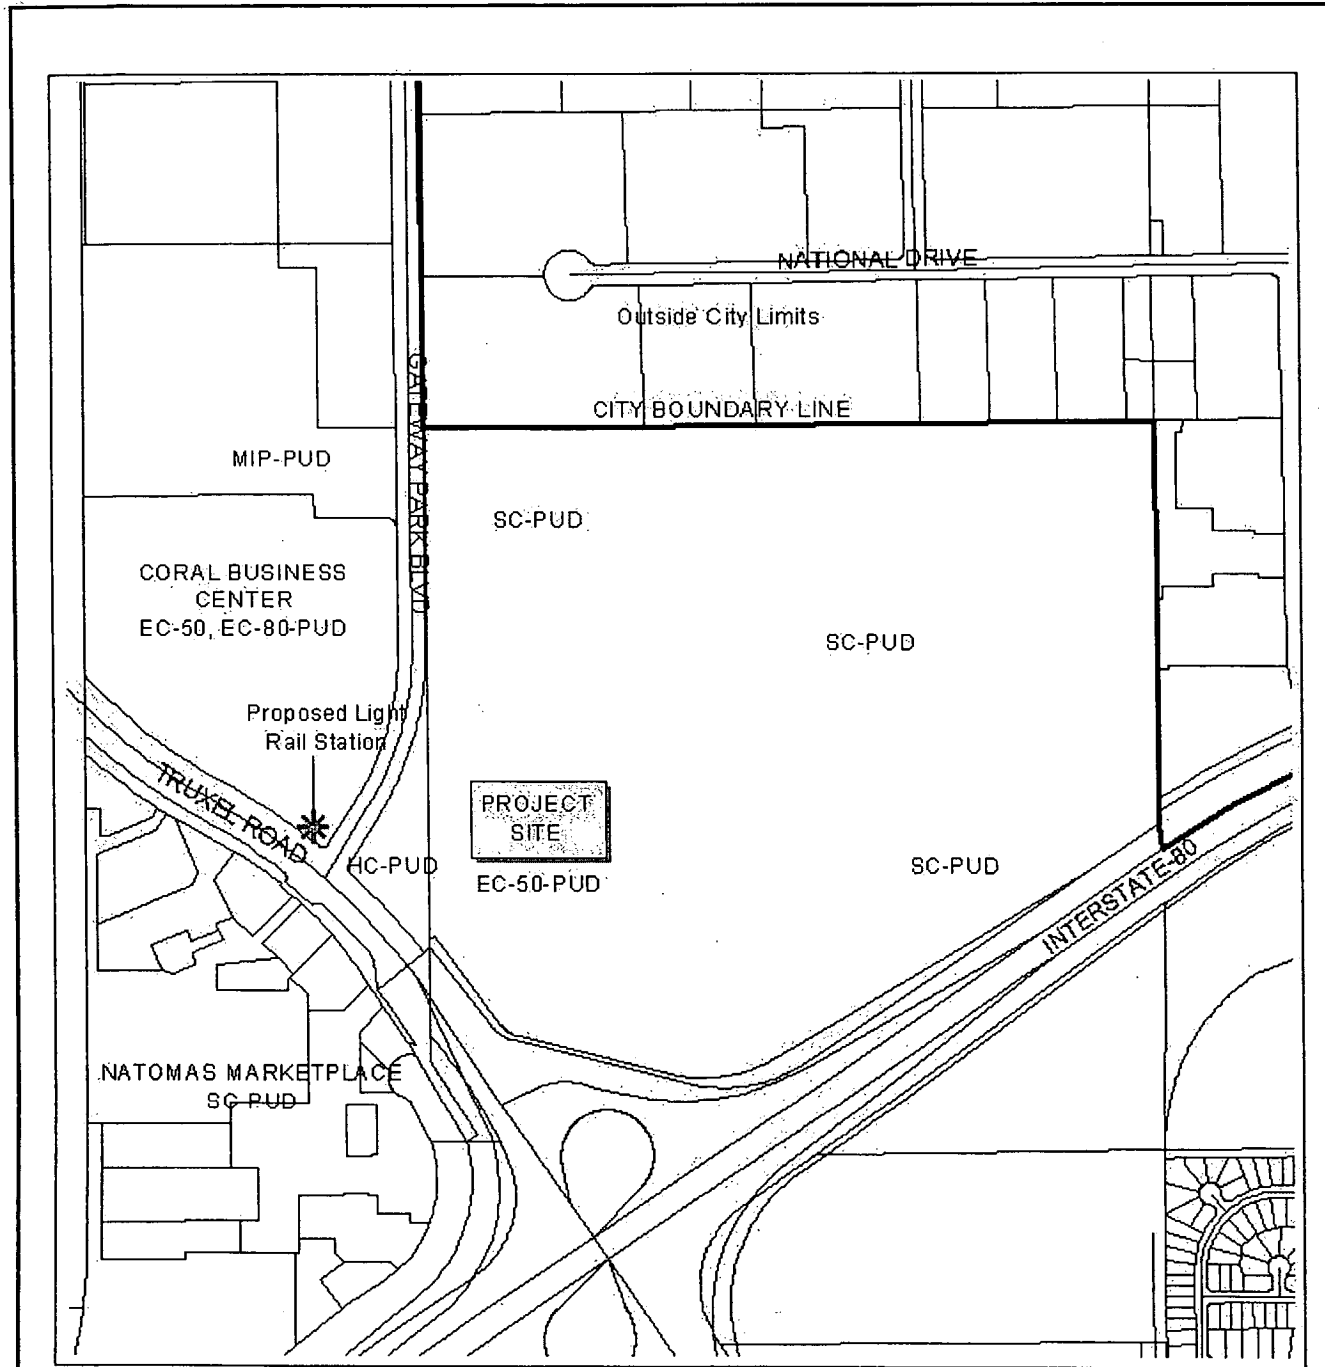 NATIONAL DRIVE
Outside City Limits
GATEWAY PARK BLVD
CITY BOUNDARY LINE
MIP-PUD
SC-PUD
CORAL BUSINESS
CENTER
EC-50, EC-80-PUD
SC-PUD
Proposed Light
Rail Station
TRUXEL ROAD
PROJECT
SITE
HC-PUD
EC-50-PUD
SC-PUD
INTERSTATE-80
NATOMAS MARKETPLACE
SC PUD